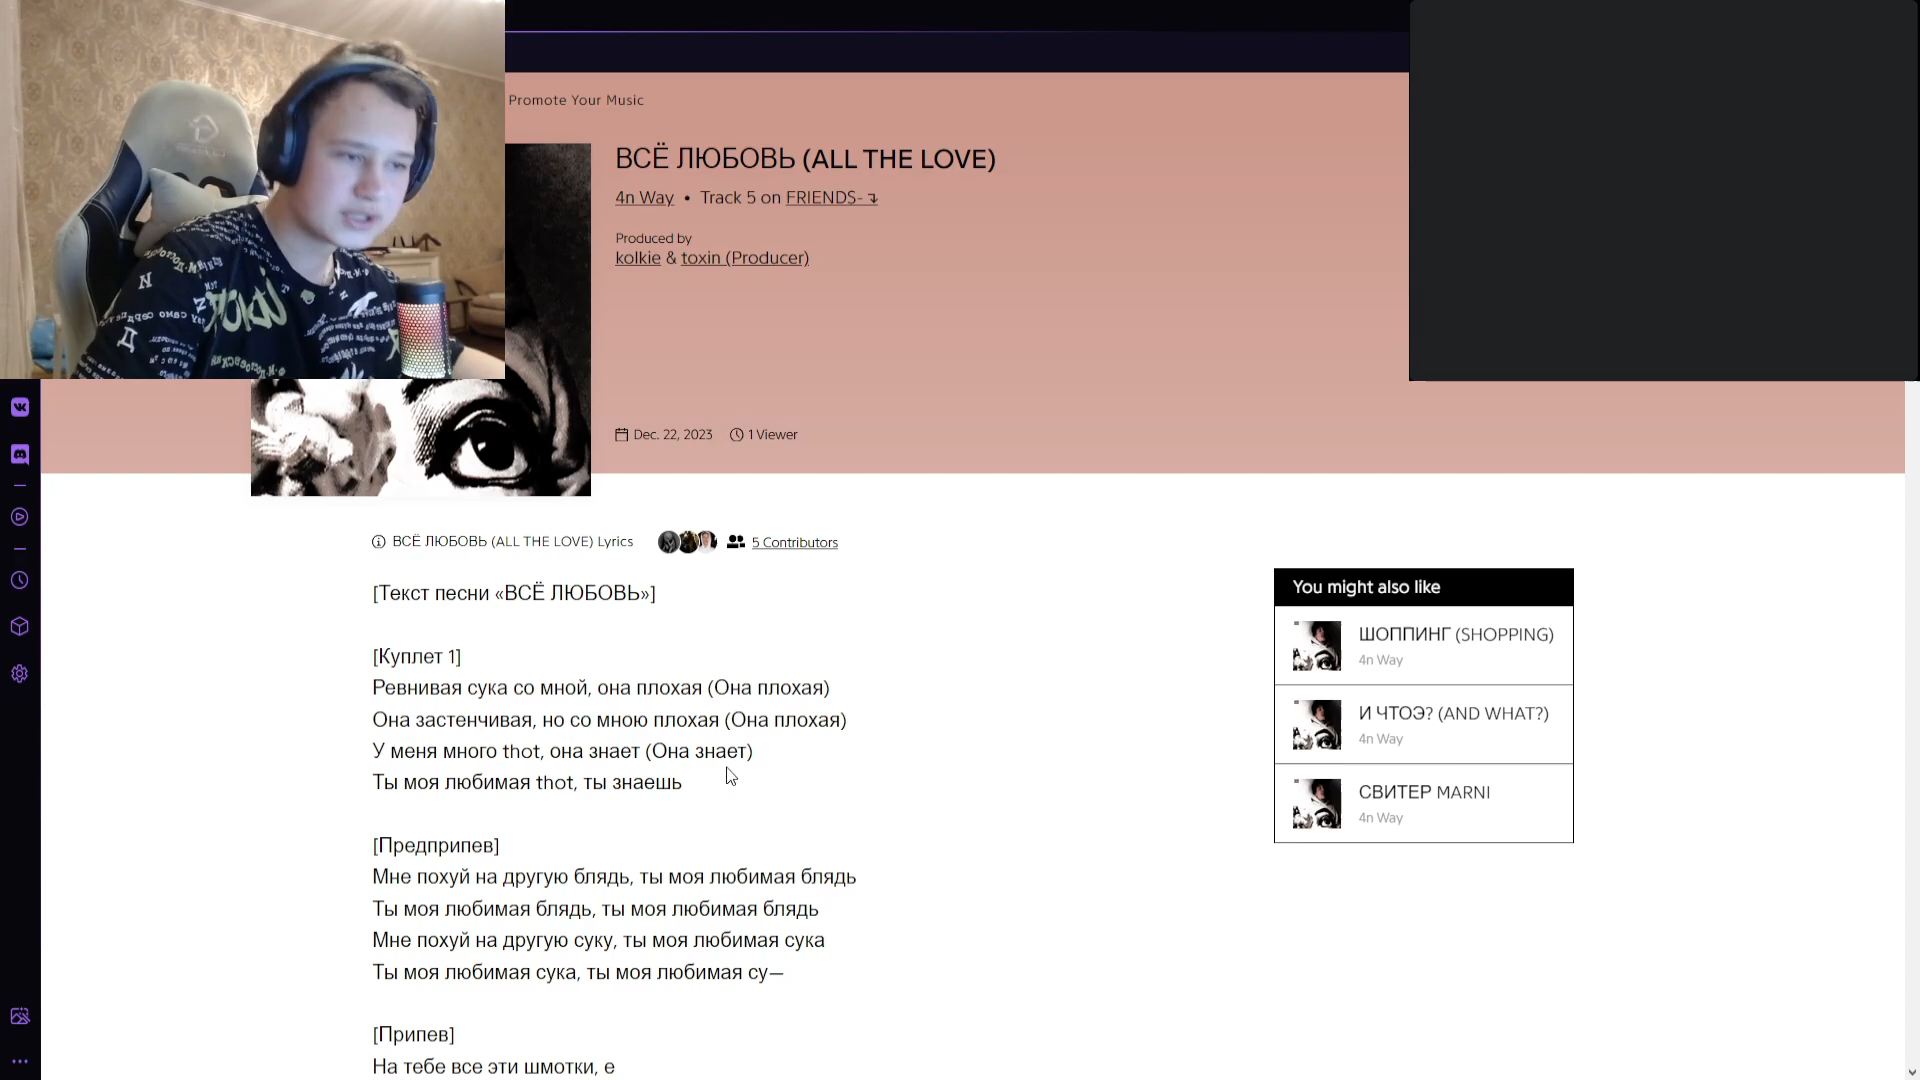 Promote Your Music
ВСЁ ЛЮБОВЬ (ALL THE LOVE)
4n Way • Track 5 on FRIENDS- ↴
Produced by
kolkie & toxin (Producer)
Dec. 22, 2023 1 Viewer
ВСЁ ЛЮБОВЬ (ALL THE LOVE) Lyrics 5 Contributors
[Текст песни «ВСЁ ЛЮБОВЬ»]
[Куплет 1]
Ревнивая сука со мной, она плохая (Она плохая)
Она застенчивая, но со мною плохая (Она плохая)
У меня много thot, она знает (Она знает)
Ты моя любимая thot, ты знаешь
[Предприпев]
Мне похуй на другую блядь, ты моя любимая блядь
Ты моя любимая блядь, ты моя любимая блядь
Мне похуй на другую суку, ты моя любимая сука
Ты моя любимая сука, ты моя любимая су—
[Припев]
На тебе все эти шмотки, е
You might also like
ШОППИНГ (SHOPPING)
4n Way
И ЧТОЭ? (AND WHAT?)
4n Way
СВИТЕР MARNI
4n Way